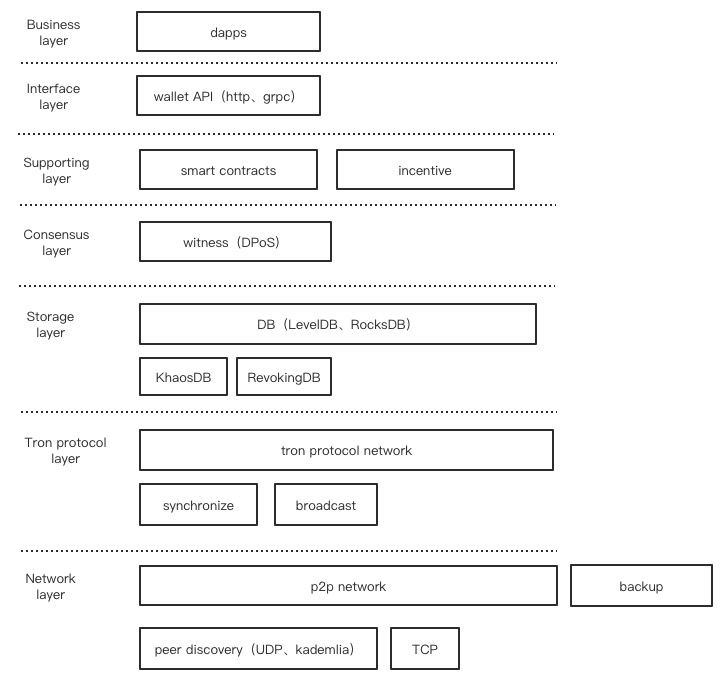 Business
layer
dapps
Interface
layer
wallet API（http、grpc）
Supporting
layer
smart contracts
incentive
Consensus
layer
witness（DPoS）
Storage
layer
DB（LevelDB、RocksDB）
KhaosDB
RevokingDB
Tron protocol
layer
tron protocol network
synchronize
broadcast
Network
layer
p2p network
backup
peer discovery（UDP、kademlia）
TCP